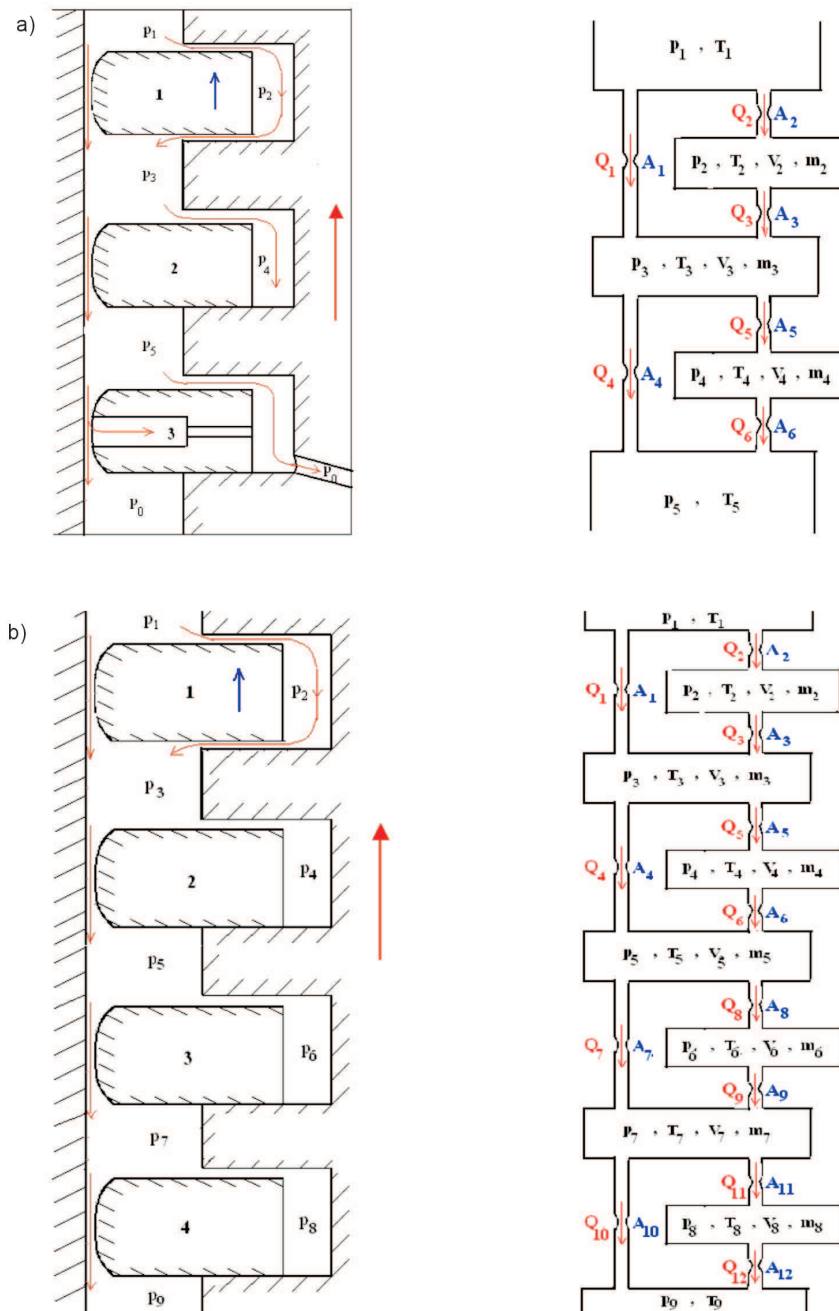 a)
p1
1
p2
p3
2
p4
p5
3
p0
p0
p1 , T1
Q2 A2
Q1 A1
p2 , T2 , V2 , m2
Q3 A3
p3 , T3 , V3 , m3
Q5 A5
Q4 A4
p4 , T4 , V4 , m4
Q6 A6
p5 , T5
b)
p1
1
p2
p3
2
p4
p5
3
p6
p7
4
p8
p9
p1 , T1
Q2 A2
Q1 A1
p2 , T2 , V2 , m2
Q3 A3
p3 , T3 , V3 , m3
Q5 A5
Q4 A4
p4 , T4 , V4 , m4
Q6 A6
p5 , T5 , V5 , m5
Q8 A8
Q7 A7
p6 , T6 , V6 , m6
Q9 A9
p7 , T7 , V7 , m7
Q11 A11
Q10 A10
p8 , T8 , V8 , m8
Q12 A12
p9 , T9